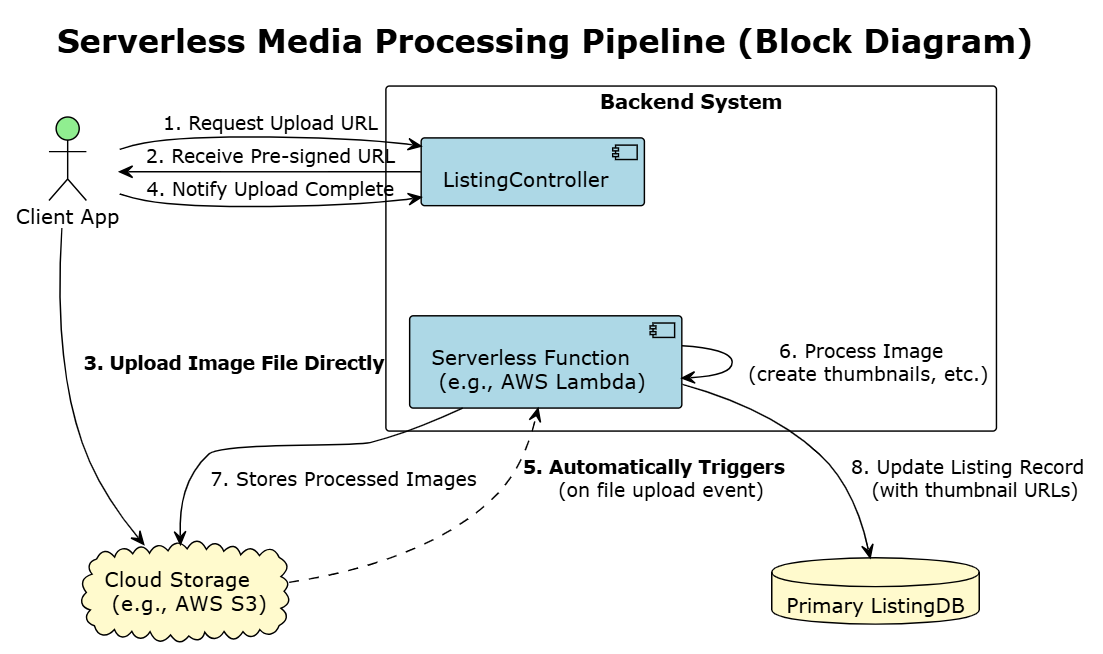 Serverless Media Processing Pipeline (Block Diagram)
Backend System
1. Request Upload URL
2. Receive Pre-signed URL
4. Notify Upload Complete
ListingController
Client App
3. Upload Image File Directly
Serverless Function
(e.g., AWS Lambda)
6. Process Image
(create thumbnails, etc.)
7. Stores Processed Images
5. Automatically Triggers
(on file upload event)
8. Update Listing Record
(with thumbnail URLs)
Cloud Storage
(e.g., AWS S3)
Primary ListingDB